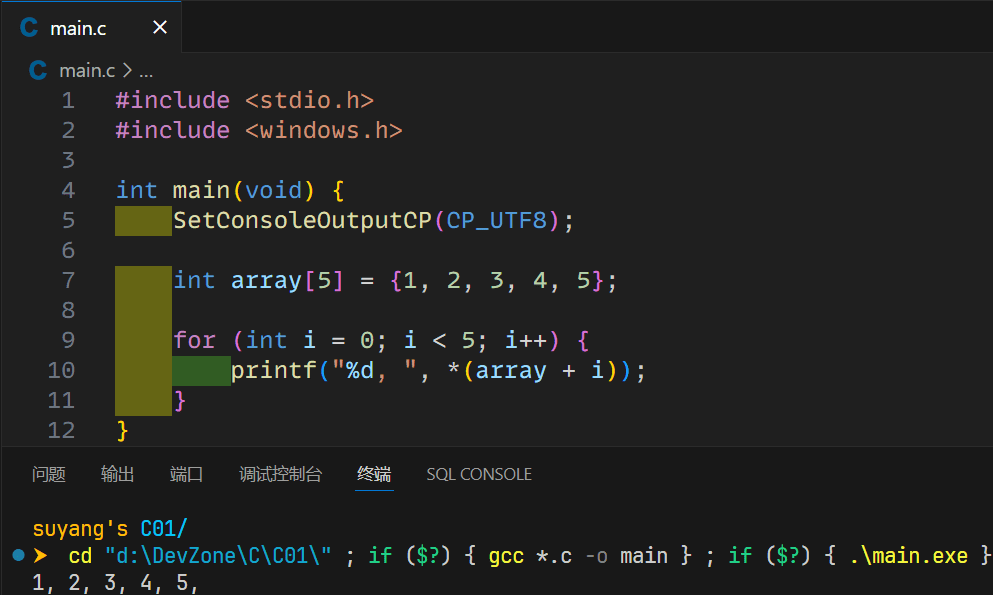 C main.c ×
C main.c > ...
1 #include <stdio.h>
2 #include <windows.h>
3
4 int main(void) {
5     SetConsoleOutputCP(CP_UTF8);
6
7     int array[5] = {1, 2, 3, 4, 5};
8
9     for (int i = 0; i < 5; i++) {
10         printf("%d, ", *(array + i));
11     }
12 }
问题 输出 端口 调试控制台 终端 SQL CONSOLE
suyang's C01/
cd "d:\DevZone\C\C01\" ; if ($?) { gcc *.c -o main } ; if ($?) { .\main.exe }
1, 2, 3, 4, 5,